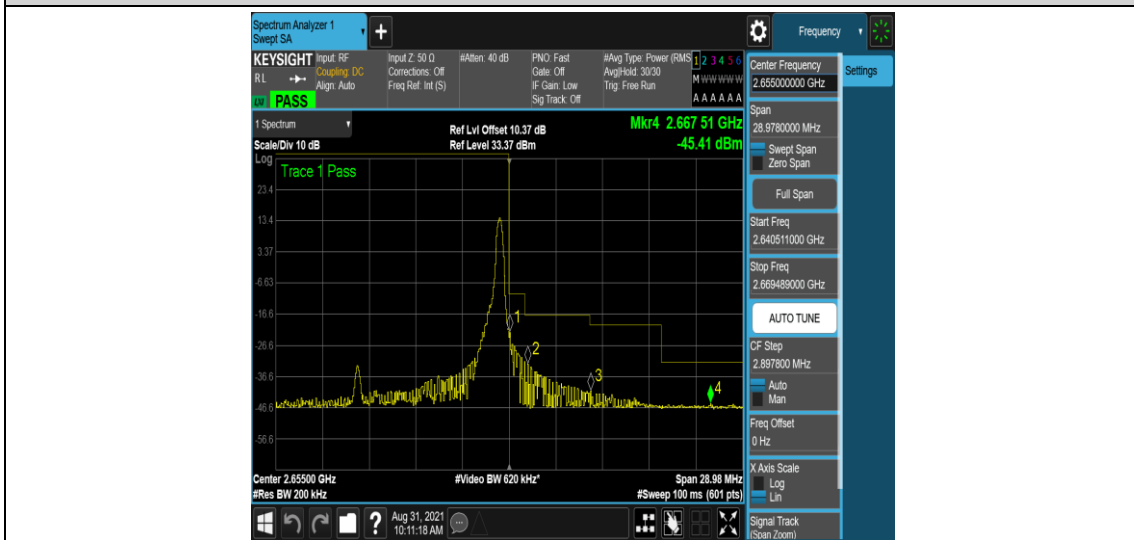 Spectrum Analyzer 1
Swept SA
+
Frequency
KEYSIGHT
R L
LXI
PASS
Input: RF
Coupling: DC
Align: Auto
Input Z: 50 Ω
Corrections: Off
Freq Ref: Int (S)
#Atten: 40 dB
PNO: Fast
Gate: Off
IF Gain: Low
Sig Track: Off
#Avg Type: Power (RMS
Avg|Hold: 30/30
Trig: Free Run
1 2 3 4 5 6
M W W W W W
A A A A A A
1 Spectrum
Scale/Div 10 dB
Ref Lvl Offset 10.37 dB
Ref Level 33.37 dBm
Mkr4 2.667 51 GHz
-45.41 dBm
Log
Trace 1 Pass
23.4
13.4
3.37
-6.63
-16.6
-26.6
-36.6
-46.6
-56.6
1
2
3
4
Center 2.65500 GHz
#Res BW 200 kHz
#Video BW 620 kHz*
Span 28.98 MHz
#Sweep 100 ms (601 pts)
?
Aug 31, 2021
10:11:18 AM
Center Frequency
2.655000000 GHz
Settings
Span
28.9780000 MHz
Swept Span
Zero Span
Full Span
Start Freq
2.640511000 GHz
Stop Freq
2.669489000 GHz
AUTO TUNE
CF Step
2.897800 MHz
Auto
Man
Freq Offset
0 Hz
X Axis Scale
Log
Lin
Signal Track
(Span Zoom)